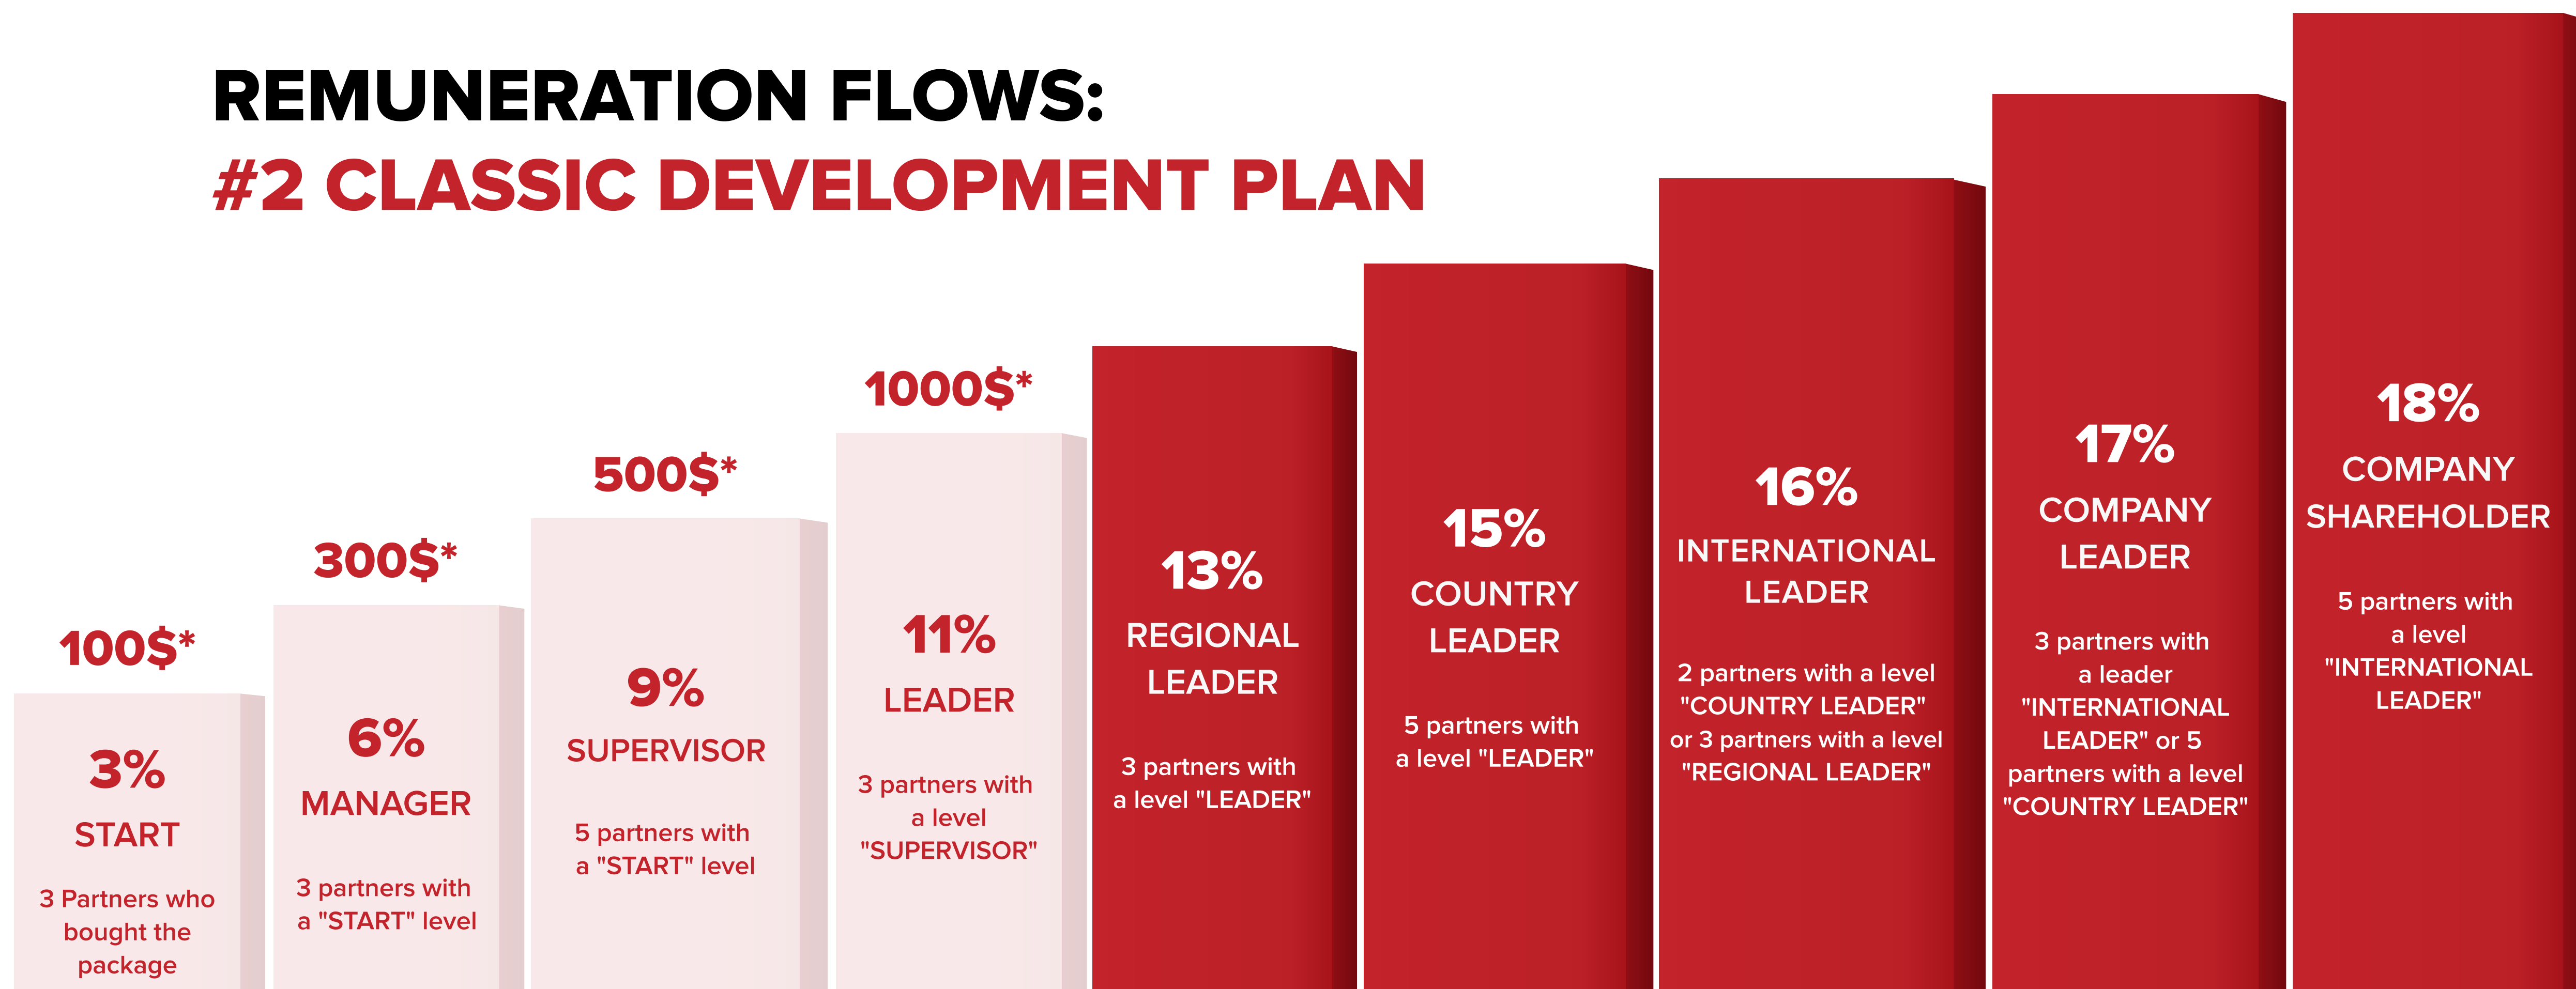 REMUNERATION FLOWS:
#2 CLASSIC DEVELOPMENT PLAN
100$*
3%
START
3 Partners who
bought the
package
300$*
6%
MANAGER
3 partners with
a "START" level
500$*
9%
SUPERVISOR
5 partners with
a "START" level
1000$*
11%
LEADER
3 partners with
a level
"SUPERVISOR"
13%
REGIONAL
LEADER
3 partners with
a level "LEADER"
15%
COUNTRY
LEADER
5 partners with
a level "LEADER"
16%
INTERNATIONAL
LEADER
2 partners with a level
"COUNTRY LEADER"
or 3 partners with a level
"REGIONAL LEADER"
17%
COMPANY
LEADER
3 partners with
a leader
"INTERNATIONAL
LEADER" or 5
partners with a level
"COUNTRY LEADER"
18%
COMPANY
SHAREHOLDER
5 partners with
a level
"INTERNATIONAL
LEADER"